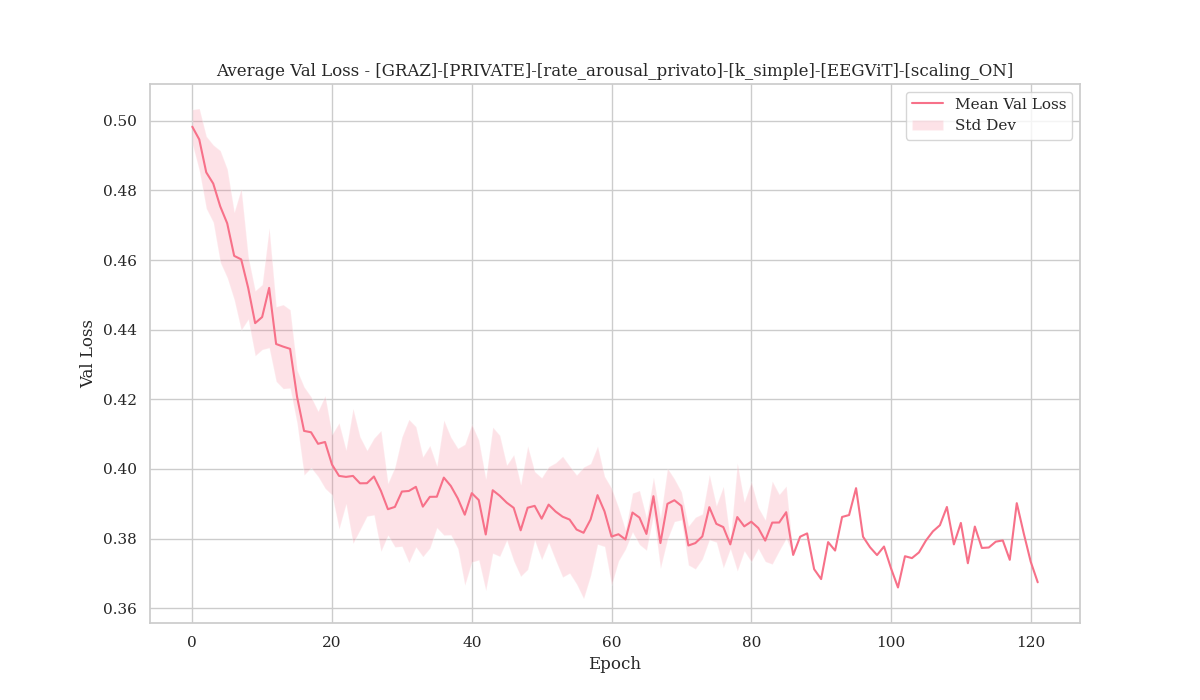 Average Val Loss - [GRAZ]-[PRIVATE]-[rate_arousal_privato]-[k_simple]-[EEGViT]-[scaling_ON]
Mean Val Loss
Std Dev
0.50
0.48
0.46
0.44
0.42
0.40
0.38
0.36
Val Loss
0 20 40 60 80 100 120
Epoch